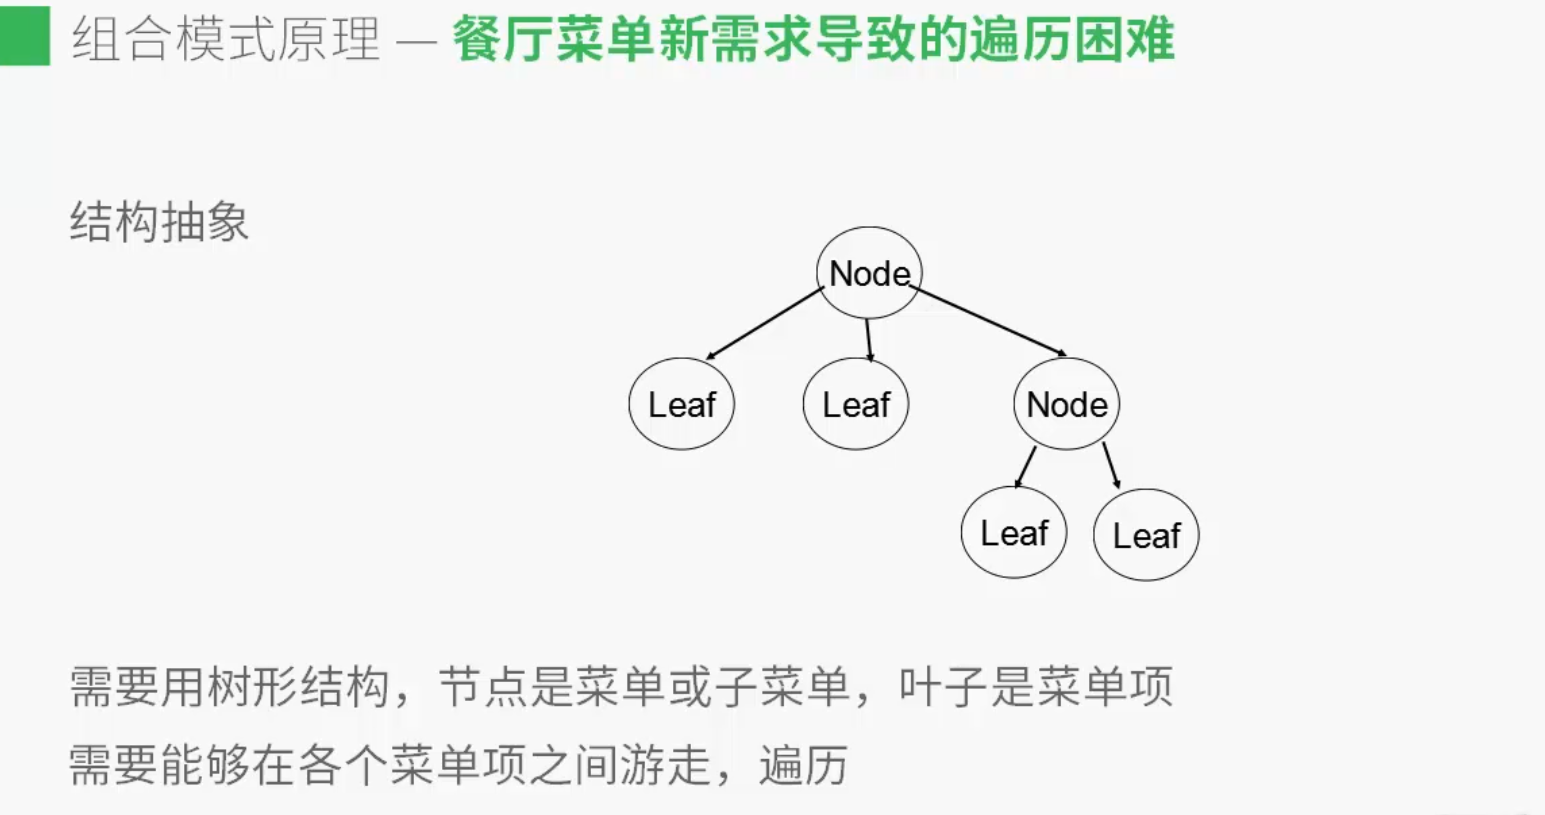 组合模式原理 — 餐厅菜单新需求导致的遍历困难
结构抽象
Node
Leaf
Leaf
Node
Leaf
Leaf
需要用树形结构，节点是菜单或子菜单，叶子是菜单项
需要能够在各个菜单项之间游走，遍历